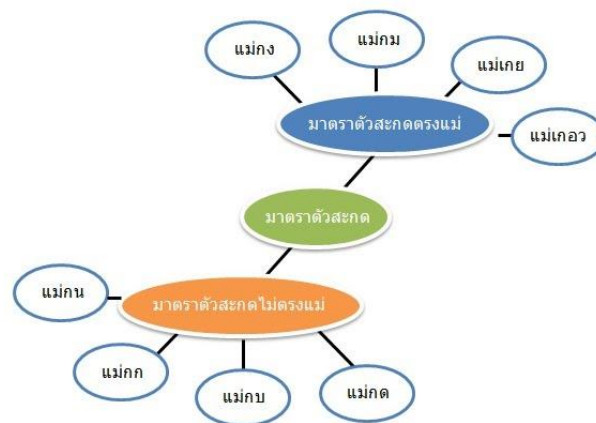 แม่กง
แม่กม
แม่เกย
มาตราตัวสะกดตรงแม่
แม่เกอว
มาตราตัวสะกด
แม่กน
มาตราตัวสะกดไม่ตรงแม่
แม่กก
แม่กบ
แม่กด